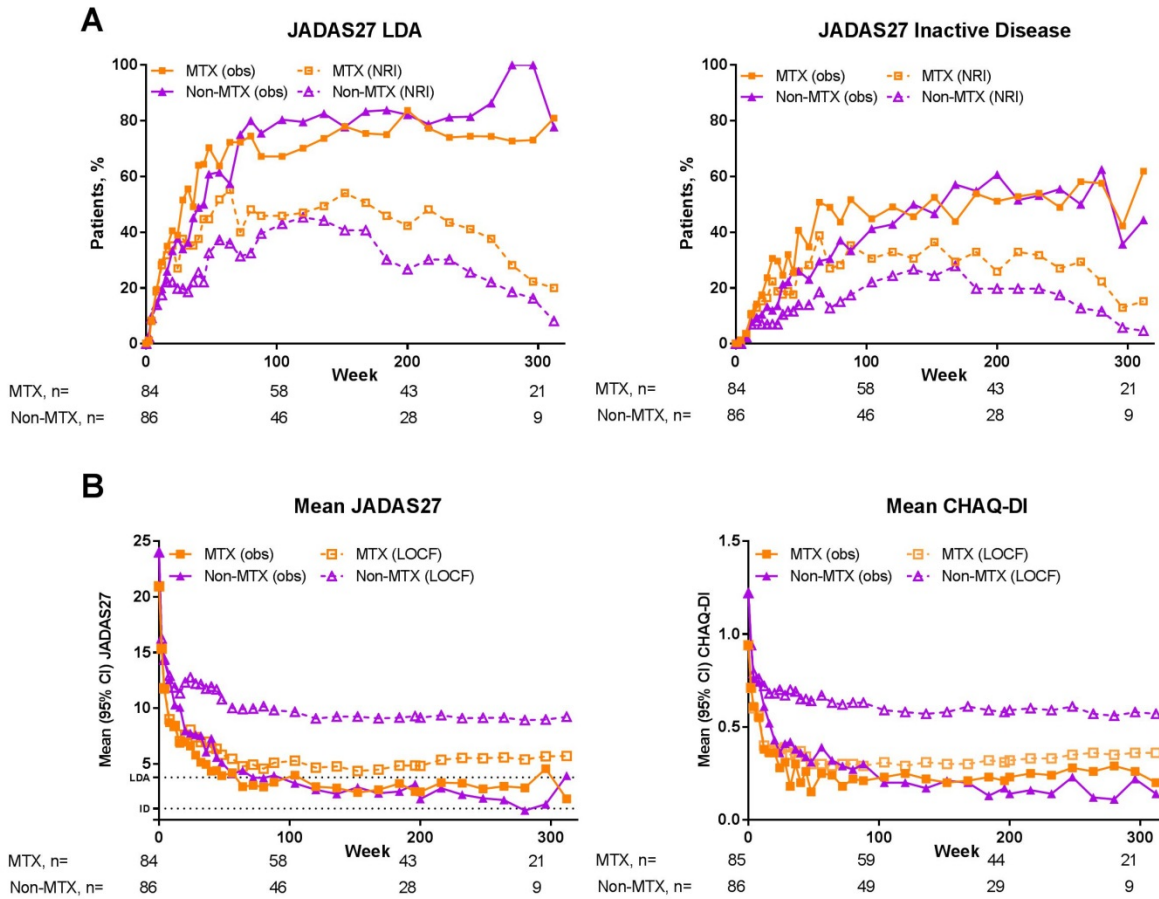 A
JADAS27 LDA
MTX (obs) MTX (NRI)
Non-MTX (obs) Non-MTX (NRI)
Patients, %
100
80
60
40
20
0
0 100 200 300
Week
MTX, n= 84 58 43 21
Non-MTX, n= 86 46 28 9
JADAS27 Inactive Disease
MTX (obs) MTX (NRI)
Non-MTX (obs) Non-MTX (NRI)
Patients, %
100
80
60
40
20
0
0 100 200 300
Week
MTX, n= 84 58 43 21
Non-MTX, n= 86 46 28 9
B
Mean JADAS27
MTX (obs) MTX (LOCF)
Non-MTX (obs) Non-MTX (LOCF)
Mean (95% CI) JADAS27
25
20
15
10
5
LDA
ID
0 100 200 300
Week
MTX, n= 84 58 43 21
Non-MTX, n= 86 46 28 9
Mean CHAQ-DI
MTX (obs) MTX (LOCF)
Non-MTX (obs) Non-MTX (LOCF)
Mean (95% CI) CHAQ-DI
1.5
1.0
0.5
0.0
0 100 200 300
Week
MTX, n= 85 59 44 21
Non-MTX, n= 86 49 29 9